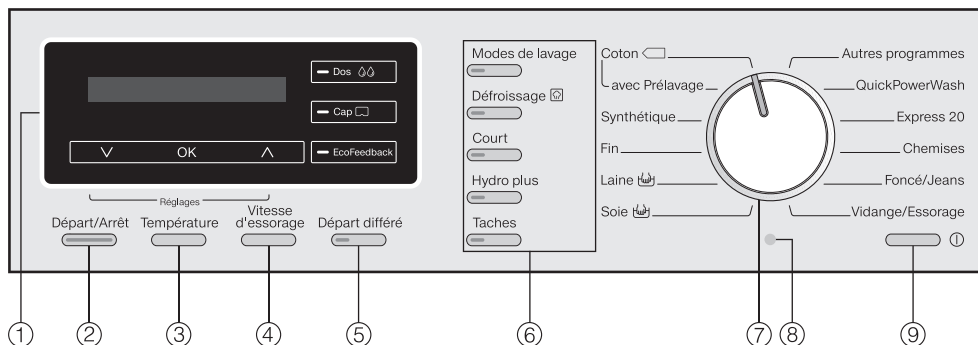 Dos
Cap
EcoFeedback
OK
Réglages
Départ/Arrêt
Température
Vitesse
d'essorage
Départ différé
Modes de lavage
Défroissage
Court
Hydro plus
Taches
Coton
avec Prélavage
Synthétique
Fin
Laine
Soie
Autres programmes
QuickPowerWash
Express 20
Chemises
Foncé/Jeans
Vidange/Essorage
① ② ③ ④ ⑤ ⑥ ⑦ ⑧ ⑨